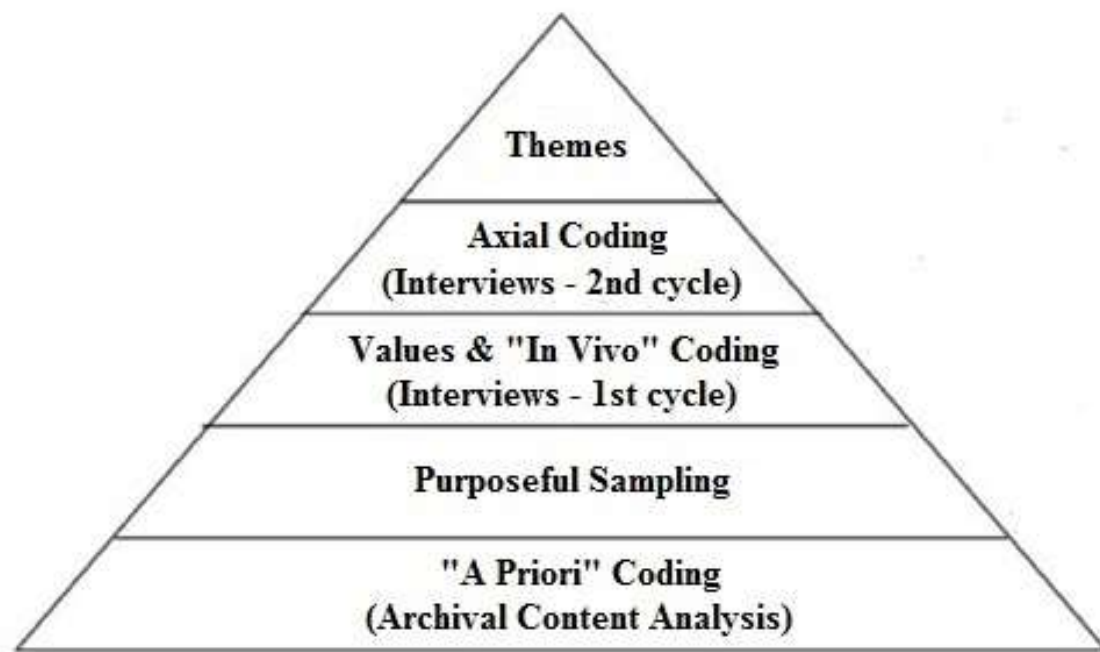 Themes
Axial Coding
(Interviews - 2nd cycle)
Values & "In Vivo" Coding
(Interviews - 1st cycle)
Purposeful Sampling
"A Priori" Coding
(Archival Content Analysis)